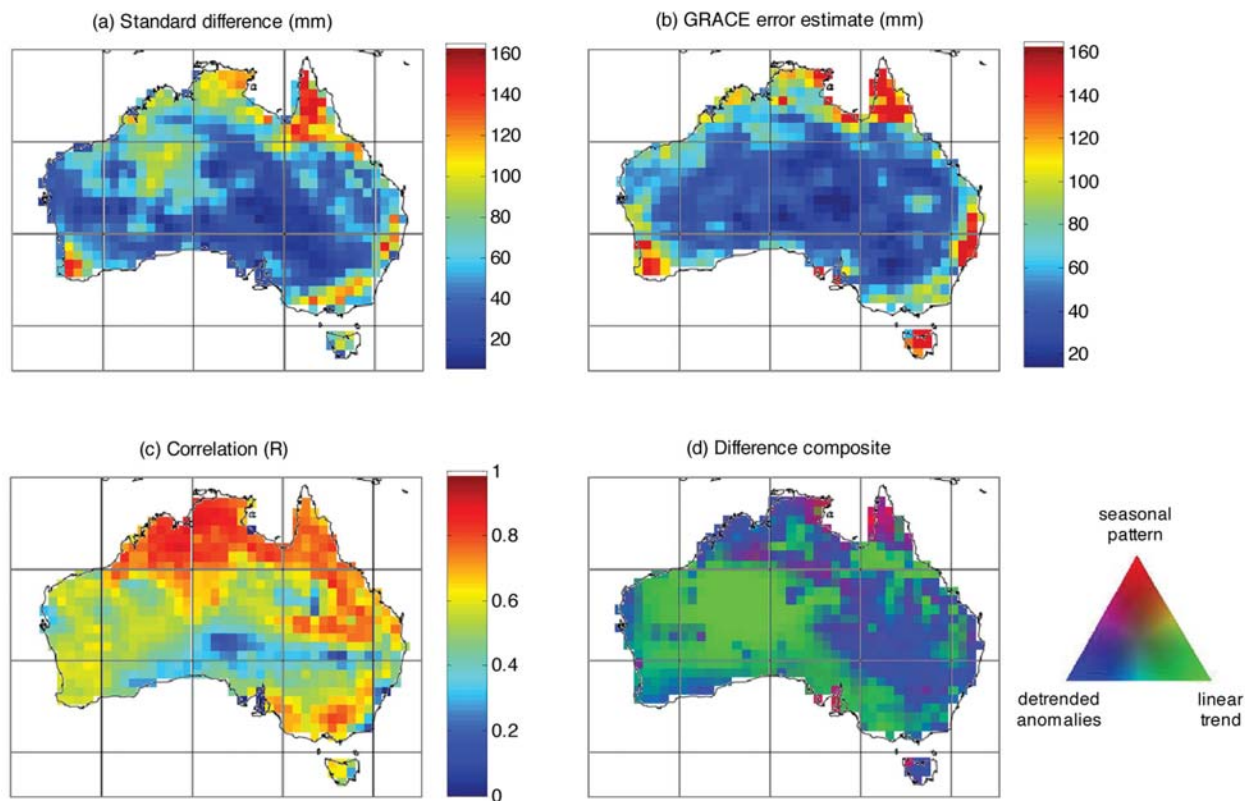 (a) Standard difference (mm)
160
140
120
100
80
60
40
20
(b) GRACE error estimate (mm)
160
140
120
100
80
60
40
20
(c) Correlation (R)
1
0.8
0.6
0.4
0.2
0
(d) Difference composite
seasonal
pattern
detrended
anomalies
linear
trend